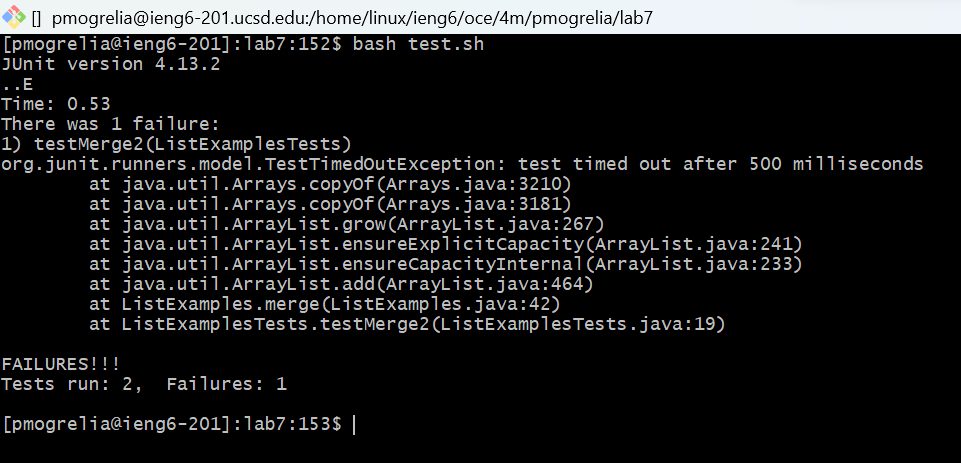 [] pmogrelia@ieng6-201.ucsd.edu:/home/linux/ieng6/oce/4m/pmogrelia/lab7
[pmogrelia@ieng6-201]:lab7:152$ bash test.sh
JUnit version 4.13.2
..E
Time: 0.53
There was 1 failure:
1) testMerge2(ListExamplesTests)
org.junit.runners.model.TestTimedOutException: test timed out after 500 milliseconds
        at java.util.Arrays.copyOf(Arrays.java:3210)
        at java.util.Arrays.copyOf(Arrays.java:3181)
        at java.util.ArrayList.grow(ArrayList.java:267)
        at java.util.ArrayList.ensureExplicitCapacity(ArrayList.java:241)
        at java.util.ArrayList.ensureCapacityInternal(ArrayList.java:233)
        at java.util.ArrayList.add(ArrayList.java:464)
        at ListExamples.merge(ListExamples.java:42)
        at ListExamplesTests.testMerge2(ListExamplesTests.java:19)
FAILURES!!!
Tests run: 2,  Failures: 1
[pmogrelia@ieng6-201]:lab7:153$